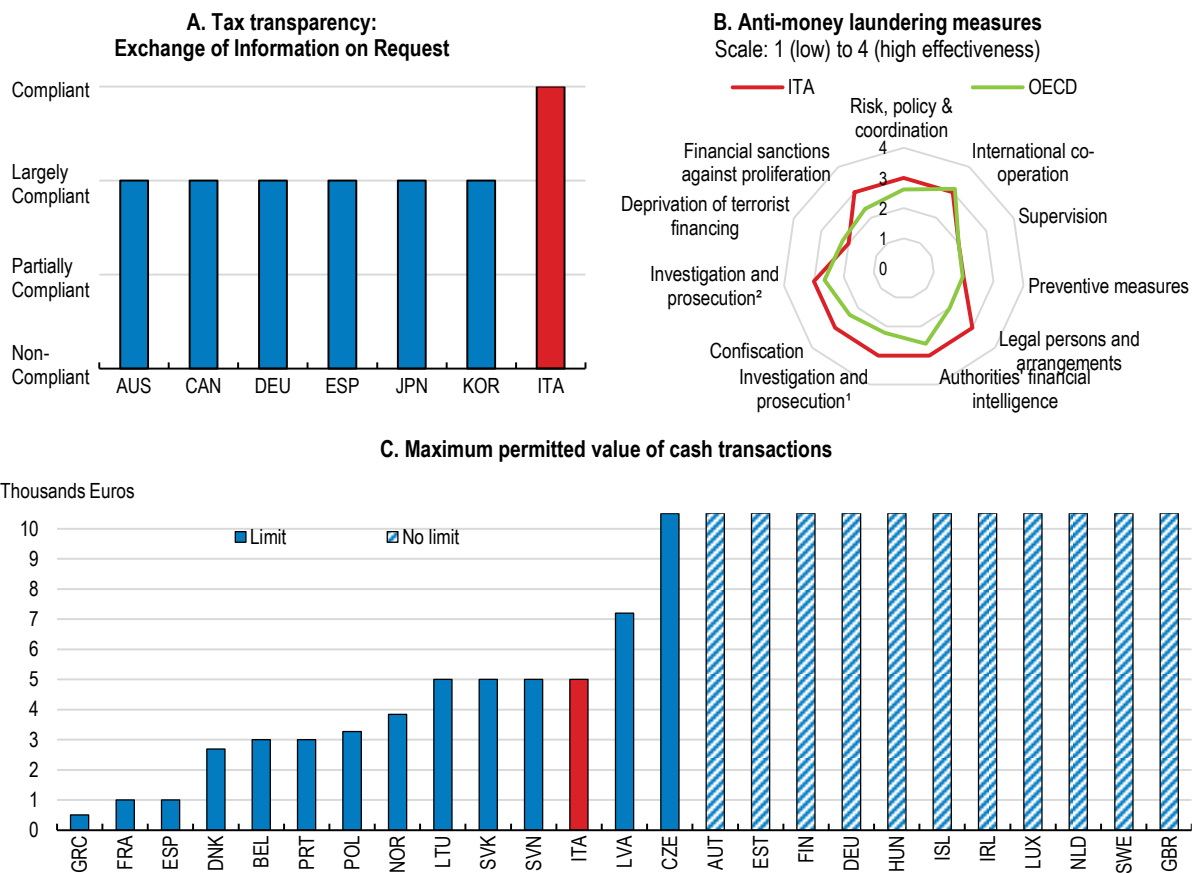 A. Tax transparency:
Exchange of Information on Request
Compliant
Largely
Compliant
Partially
Compliant
Non-
Compliant
AUS CAN DEU ESP JPN KOR ITA
B. Anti-money laundering measures
Scale: 1 (low) to 4 (high effectiveness)
ITA OECD
Risk, policy &
coordination
International co-
operation
Supervision
Preventive measures
Legal persons and
arrangements
Authorities' financial
intelligence
Investigation and
prosecution¹
Confiscation
Investigation and
prosecution²
Deprivation of terrorist
financing
Financial sanctions
against proliferation
4
3
2
1
0
C. Maximum permitted value of cash transactions
Thousands Euros
Limit No limit
10
9
8
7
6
5
4
3
2
1
0
GRC FRA ESP DNK BEL PRT POL NOR LTU SVK SVN ITA LVA CZE AUT EST FIN DEU HUN ISL IRL LUX NLD SWE GBR